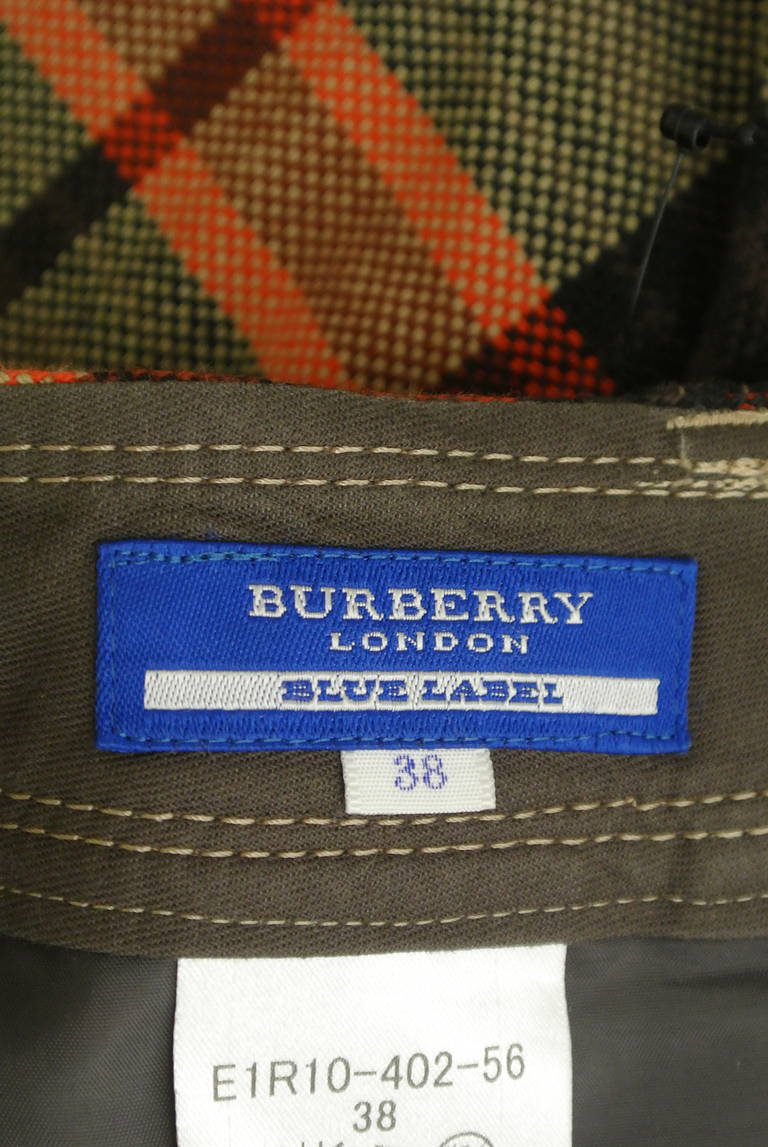 BURBERRY
LONDON
BLUE LABEL
38
E1R10-402-56
38